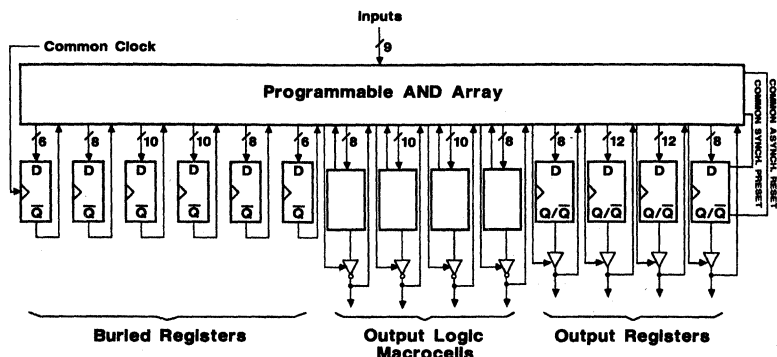 Inputs
9
Common Clock
Programmable AND Array
COMMON ASYNCH. RESET
COMMON SYNCH. PRESET
6 8 10 10 8 6 8 10 10 8 8 12 12 8
D D D D D D D D D D
Q̅ Q̅ Q̅ Q̅ Q̅ Q̅ Q/Q̅ Q/Q̅ Q/Q̅ Q/Q̅
Buried Registers
Output Logic
Macrocells
Output Registers